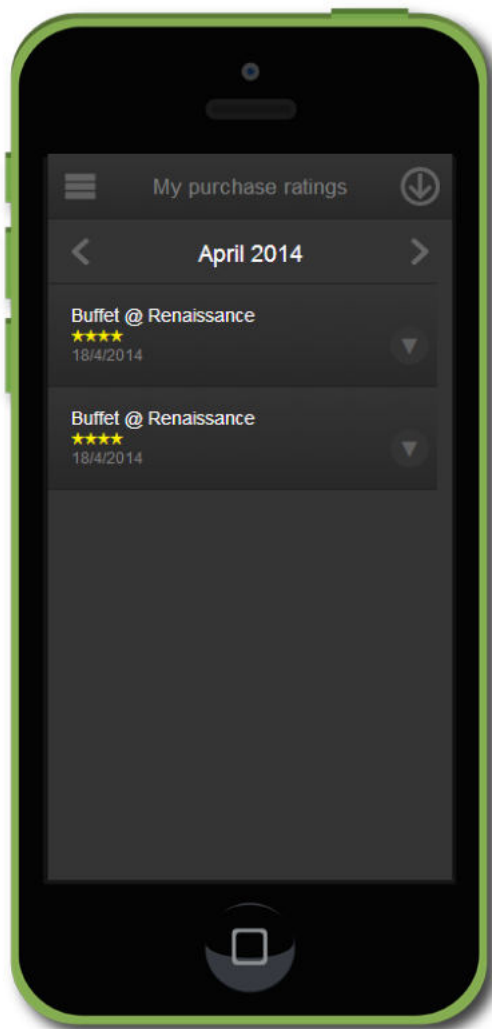 My purchase ratings
April 2014
Buffet @ Renaissance
★★★★
18/4/2014
Buffet @ Renaissance
★★★★
18/4/2014